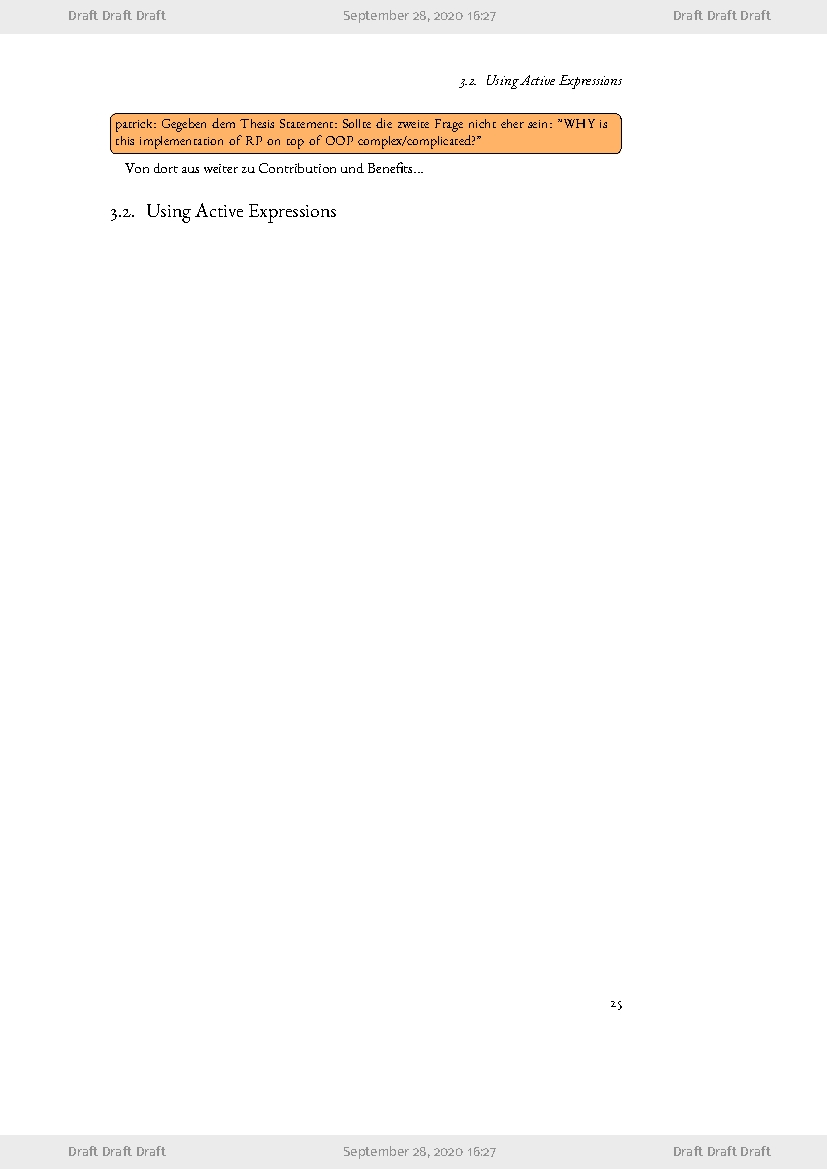 Draft Draft Draft September 28, 2020 16:27 Draft Draft Draft
3.2. Using Active Expressions
patrick: Gegeben dem Thesis Statement: Sollte die zweite Frage nicht eher sein: "WHY is
this implementation of RP on top of OOP complex/complicated?"
Von dort aus weiter zu Contribution und Benefits...
3.2. Using Active Expressions
25
Draft Draft Draft September 28, 2020 16:27 Draft Draft Draft